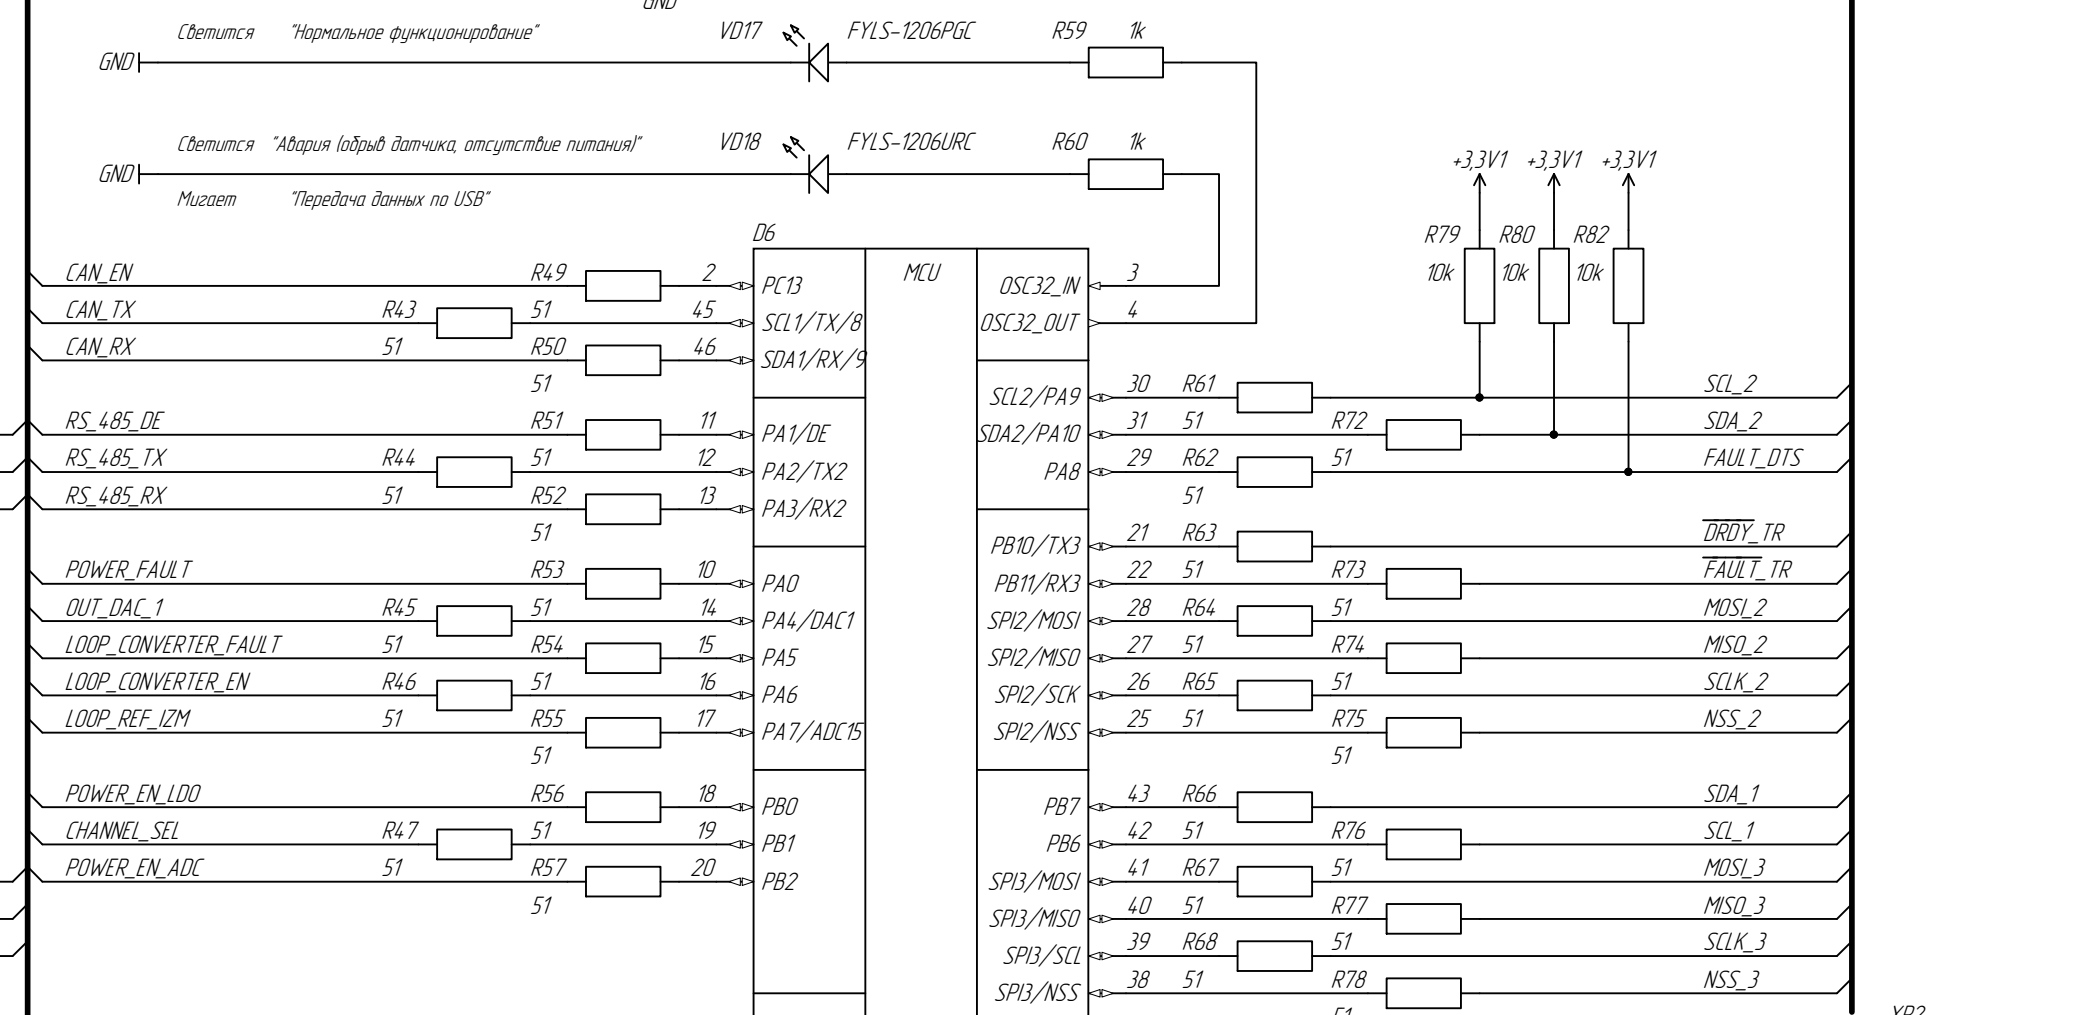 GND
Светится "Нормальное функционирование" VD17 FYLS-1206PGC R59 1k
GND
Светится "Авария (обрыв датчика, отсутствие питания)" VD18 FYLS-1206URC R60 1k
GND
Мигает "Передача данных по USB"
+3,3V1 +3,3V1 +3,3V1
R79 R80 R82
10k 10k 10k
D6
MCU
CAN_EN R49 2 PC13
CAN_TX R43 51 45 SCL1/TX/8
CAN_RX 51 R50 46 SDA1/RX/9
51
RS_485_DE R51 11 PA1/DE
RS_485_TX R44 51 12 PA2/TX2
RS_485_RX 51 R52 13 PA3/RX2
51
POWER_FAULT R53 10 PA0
OUT_DAC_1 R45 51 14 PA4/DAC1
LOOP_CONVERTER_FAULT 51 R54 15 PA5
LOOP_CONVERTER_EN R46 51 16 PA6
LOOP_REF_IZM 51 R55 17 PA7/ADC15
51
POWER_EN_LDO R56 18 PB0
CHANNEL_SEL R47 51 19 PB1
POWER_EN_ADC 51 R57 20 PB2
51
OSC32_IN 3
OSC32_OUT 4
SCL2/PA9 30 R61 SCL_2
SDA2/PA10 31 51 R72 SDA_2
PA8 29 R62 51 FAULT_DTS
51
PB10/TX3 21 R63 DRDY_TR
PB11/RX3 22 51 R73 FAULT_TR
SPI2/MOSI 28 R64 51 MOSI_2
SPI2/MISO 27 51 R74 MISO_2
SPI2/SCK 26 R65 51 SCLK_2
SPI2/NSS 25 51 R75 NSS_2
51
PB7 43 R66 SDA_1
PB6 42 51 R76 SCL_1
SPI3/MOSI 41 R67 51 MOSI_3
SPI3/MISO 40 51 R77 MISO_3
SPI3/SCL 39 R68 51 SCLK_3
SPI3/NSS 38 51 R78 NSS_3